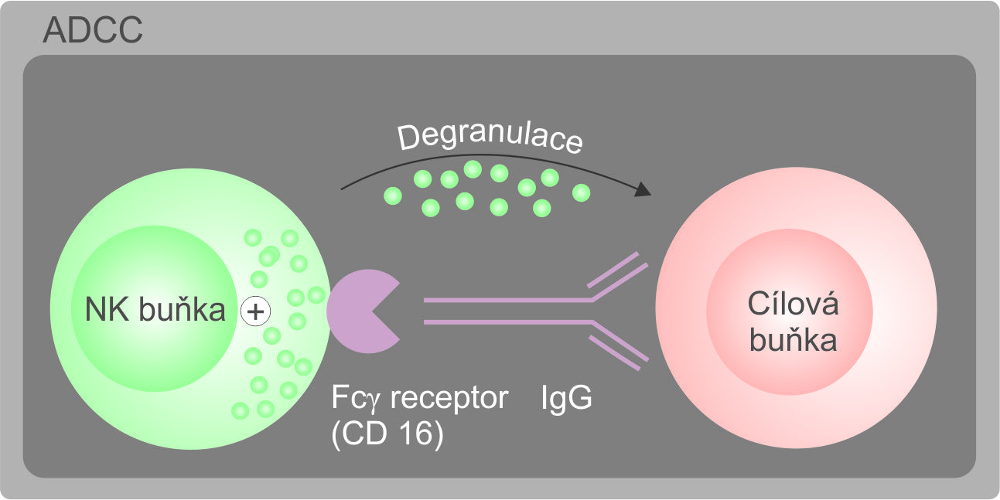 ADCC
Degranulace
NK buňka
+
Cílová
buňka
Fcγ receptor
(CD 16)
IgG